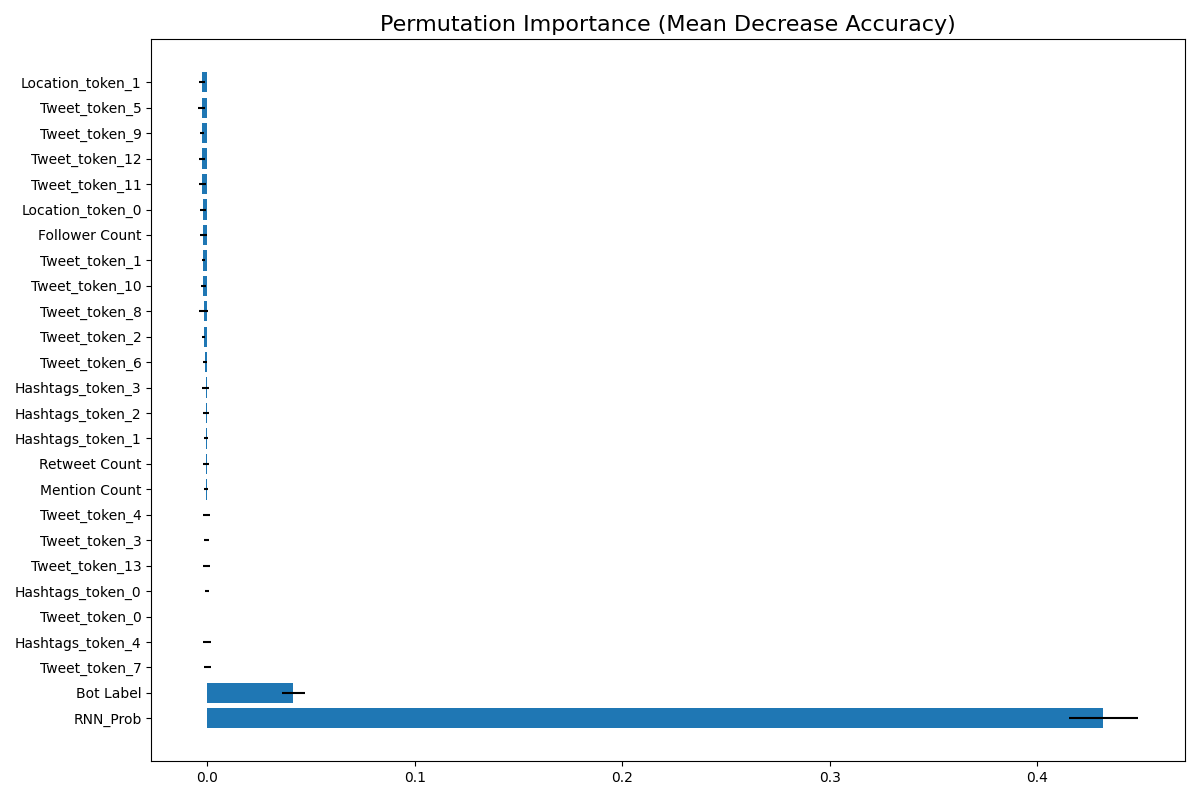 Permutation Importance (Mean Decrease Accuracy)
Location_token_1
Tweet_token_5
Tweet_token_9
Tweet_token_12
Tweet_token_11
Location_token_0
Follower Count
Tweet_token_1
Tweet_token_10
Tweet_token_8
Tweet_token_2
Tweet_token_6
Hashtags_token_3
Hashtags_token_2
Hashtags_token_1
Retweet Count
Mention Count
Tweet_token_4
Tweet_token_3
Tweet_token_13
Hashtags_token_0
Tweet_token_0
Hashtags_token_4
Tweet_token_7
Bot Label
RNN_Prob
0.0 0.1 0.2 0.3 0.4